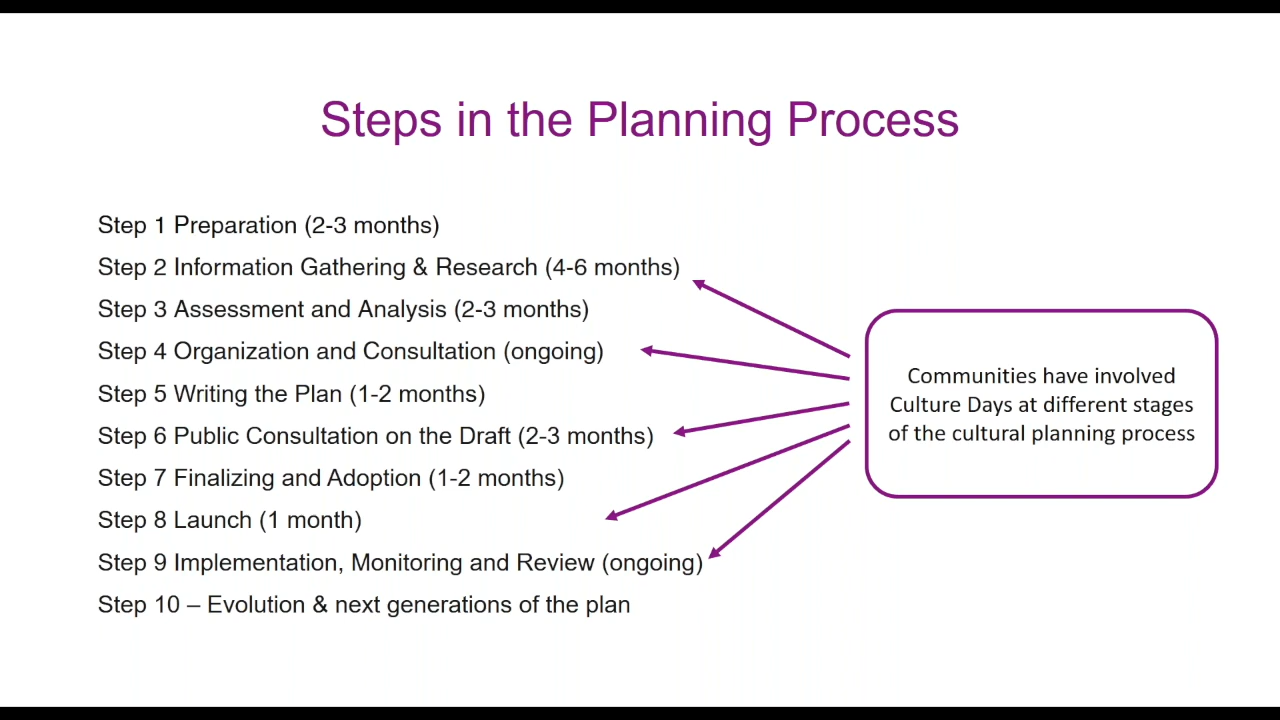 Steps in the Planning Process
Step 1 Preparation (2-3 months)
Step 2 Information Gathering & Research (4-6 months)
Step 3 Assessment and Analysis (2-3 months)
Step 4 Organization and Consultation (ongoing)
Step 5 Writing the Plan (1-2 months)
Step 6 Public Consultation on the Draft (2-3 months)
Step 7 Finalizing and Adoption (1-2 months)
Step 8 Launch (1 month)
Step 9 Implementation, Monitoring and Review (ongoing)
Step 10 – Evolution & next generations of the plan
Communities have involved
Culture Days at different stages
of the cultural planning process